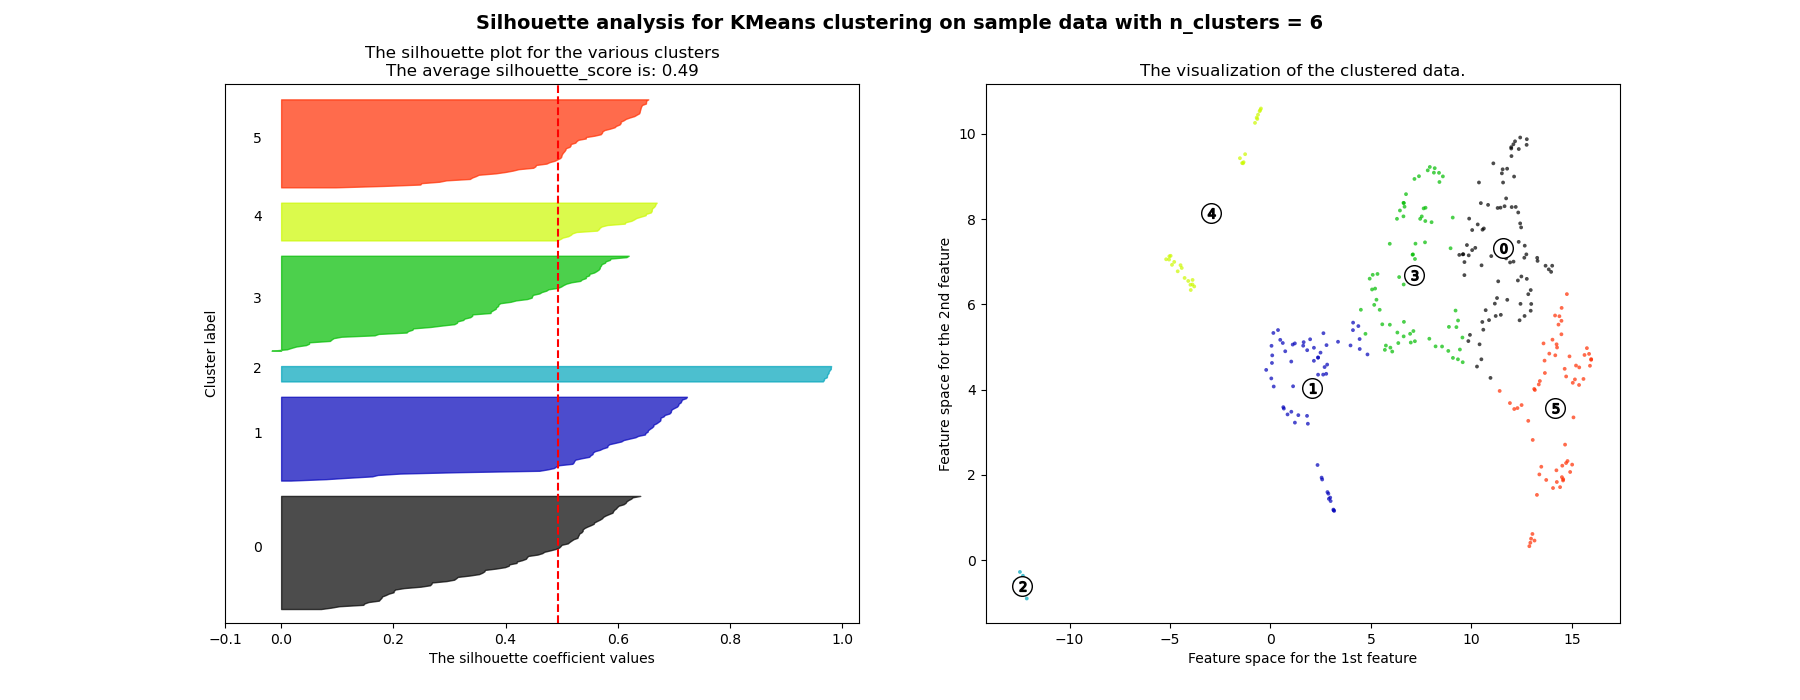 Silhouette analysis for KMeans clustering on sample data with n_clusters = 6
The silhouette plot for the various clusters
The average silhouette_score is: 0.49
5
4
3
2
1
0
Cluster label
−0.1 0.0 0.2 0.4 0.6 0.8 1.0
The silhouette coefficient values
The visualization of the clustered data.
10
8
6
4
2
0
Feature space for the 2nd feature
4
0
3
1
5
2
−10 −5 0 5 10 15
Feature space for the 1st feature